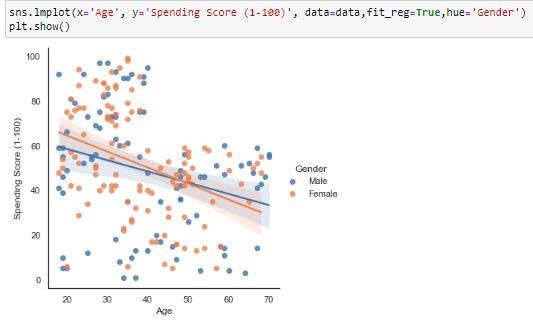 sns.lmplot(x='Age', y='Spending Score (1-100)', data=data,fit_reg=True,hue='Gender')
plt.show()
100
80
60
40
20
0
Spending Score (1-100)
20 30 40 50 60 70
Age
Gender
Male
Female